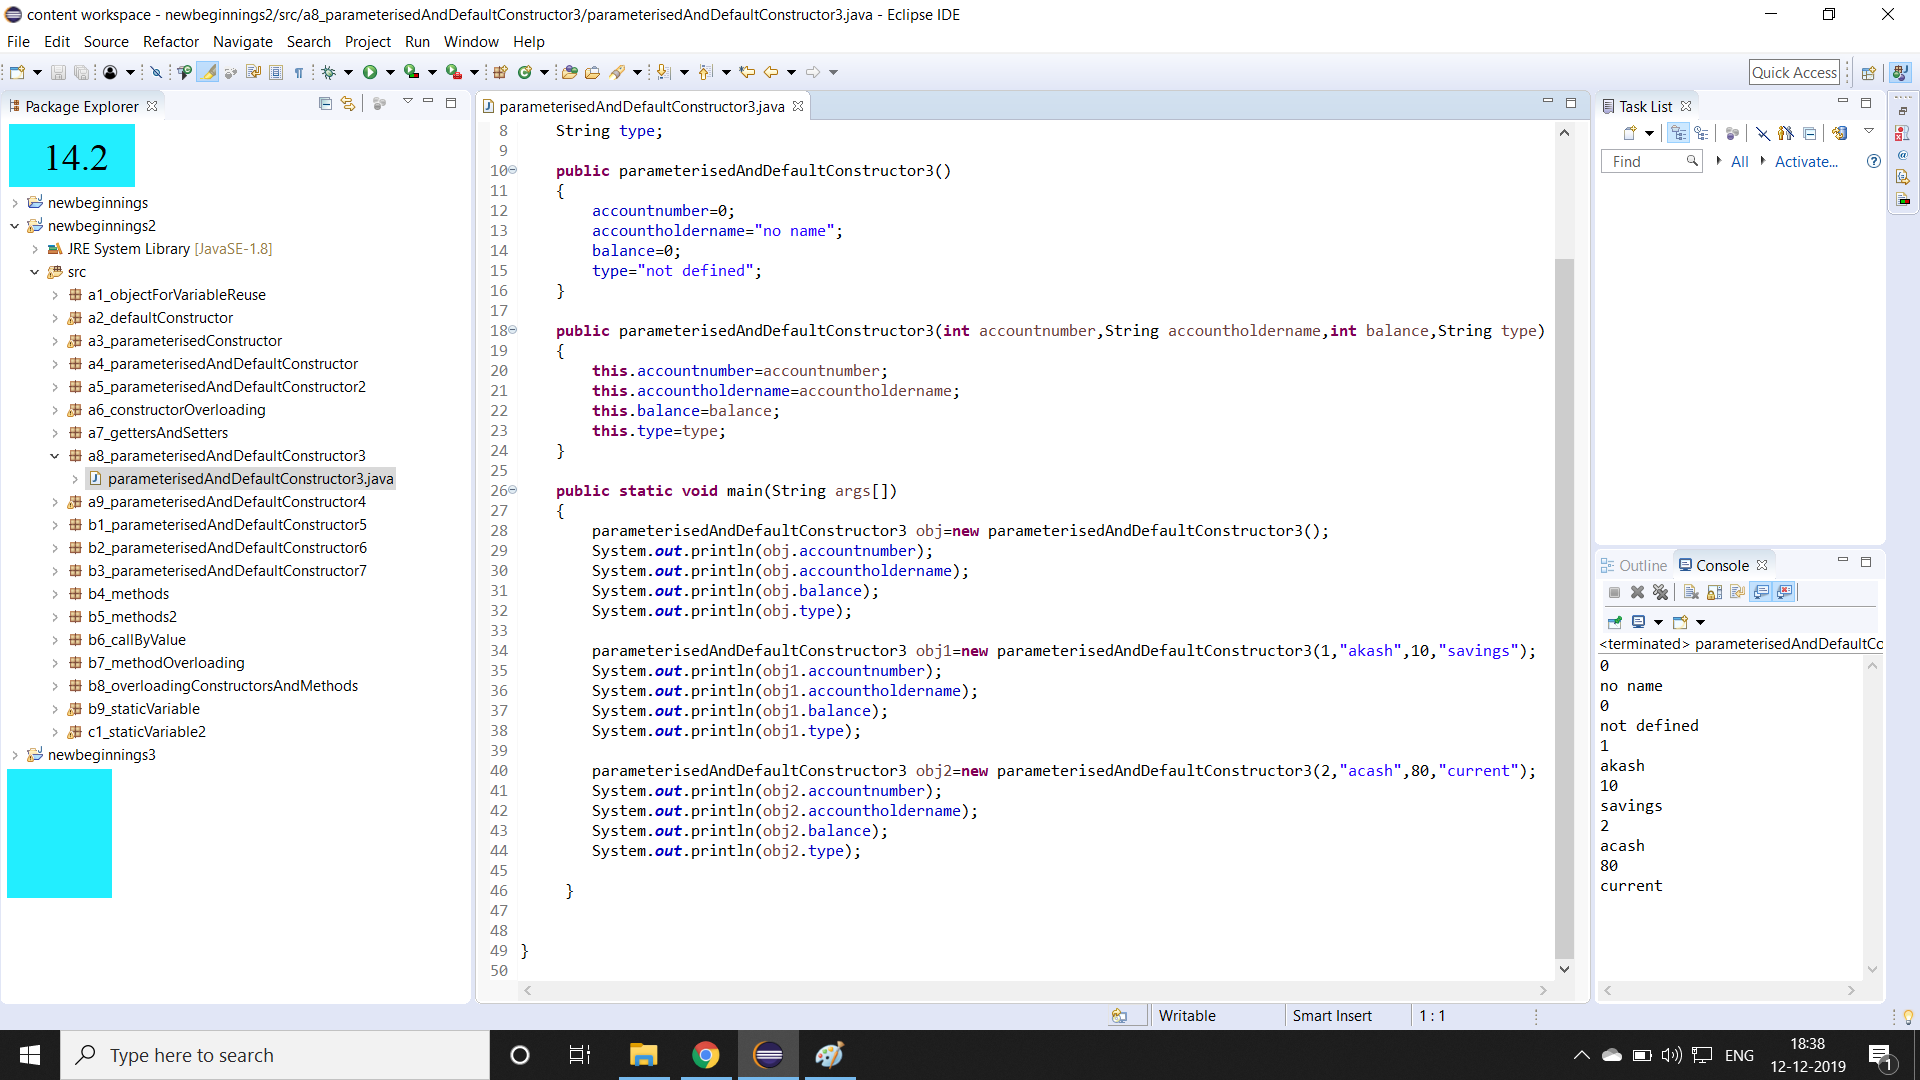 content workspace - newbeginnings2/src/a8_parameterisedAndDefaultConstructor3/parameterisedAndDefaultConstructor3.java - Eclipse IDE
File Edit Source Refactor Navigate Search Project Run Window Help
Quick Access
Package Explorer
14.2
newbeginnings
newbeginnings2
JRE System Library [JavaSE-1.8]
src
a1_objectForVariableReuse
a2_defaultConstructor
a3_parameterisedConstructor
a4_parameterisedAndDefaultConstructor
a5_parameterisedAndDefaultConstructor2
a6_constructorOverloading
a7_gettersAndSetters
a8_parameterisedAndDefaultConstructor3
parameterisedAndDefaultConstructor3.java
a9_parameterisedAndDefaultConstructor4
b1_parameterisedAndDefaultConstructor5
b2_parameterisedAndDefaultConstructor6
b3_parameterisedAndDefaultConstructor7
b4_methods
b5_methods2
b6_callByValue
b7_methodOverloading
b8_overloadingConstructorsAndMethods
b9_staticVariable
c1_staticVariable2
newbeginnings3
parameterisedAndDefaultConstructor3.java
8 String type;
9
10 public parameterisedAndDefaultConstructor3()
11 {
12 accountnumber=0;
13 accountholdername="no name";
14 balance=0;
15 type="not defined";
16 }
17
18 public parameterisedAndDefaultConstructor3(int accountnumber,String accountholdername,int balance,String type)
19 {
20 this.accountnumber=accountnumber;
21 this.accountholdername=accountholdername;
22 this.balance=balance;
23 this.type=type;
24 }
25
26 public static void main(String args[])
27 {
28 parameterisedAndDefaultConstructor3 obj=new parameterisedAndDefaultConstructor3();
29 System.out.println(obj.accountnumber);
30 System.out.println(obj.accountholdername);
31 System.out.println(obj.balance);
32 System.out.println(obj.type);
33
34 parameterisedAndDefaultConstructor3 obj1=new parameterisedAndDefaultConstructor3(1,"akash",10,"savings");
35 System.out.println(obj1.accountnumber);
36 System.out.println(obj1.accountholdername);
37 System.out.println(obj1.balance);
38 System.out.println(obj1.type);
39
40 parameterisedAndDefaultConstructor3 obj2=new parameterisedAndDefaultConstructor3(2,"acash",80,"current");
41 System.out.println(obj2.accountnumber);
42 System.out.println(obj2.accountholdername);
43 System.out.println(obj2.balance);
44 System.out.println(obj2.type);
45
46 }
47
48
49 }
50
Task List
Find All Activate...
Outline Console
<terminated> parameterisedAndDefaultCo
0
no name
0
not defined
1
akash
10
savings
2
acash
80
current
Writable Smart Insert 1 : 1
Type here to search
ENG
18:38
12-12-2019
1